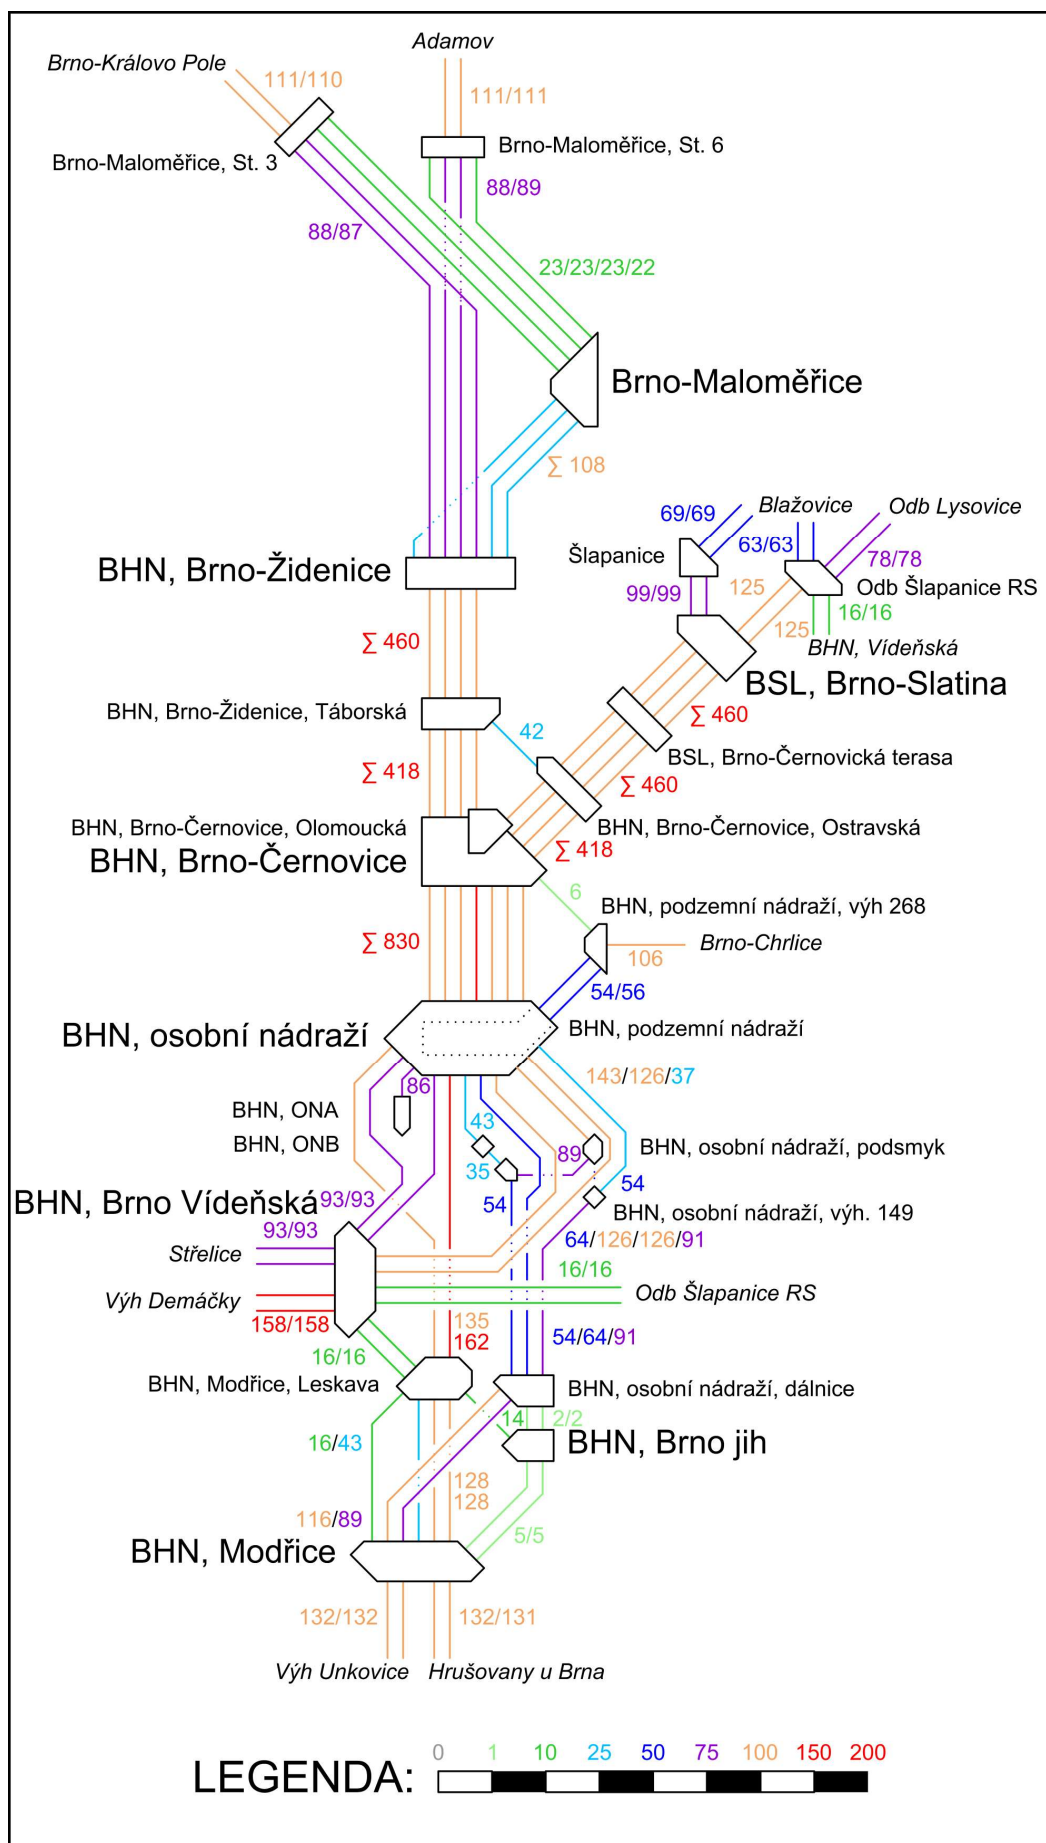 Adamov
Brno-Královo Pole
111/110
111/111
Brno-Maloměřice, St. 6
Brno-Maloměřice, St. 3
88/89
88/87
23/23/23/22
Brno-Maloměřice
∑ 108
Blažovice
Odb Lysovice
69/69
63/63
Šlapanice
78/78
BHN, Brno-Židenice
125
Odb Šlapanice RS
99/99
16/16
125
BHN, Vídeňská
∑ 460
BSL, Brno-Slatina
BHN, Brno-Židenice, Táborská
∑ 460
42
BSL, Brno-Černovická terasa
∑ 418
∑ 460
BHN, Brno-Černovice, Olomoucká
BHN, Brno-Černovice, Ostravská
∑ 418
BHN, Brno-Černovice
6
BHN, podzemní nádraží, výh 268
∑ 830
Brno-Chrlice
106
54/56
BHN, osobní nádraží
BHN, podzemní nádraží
143/126/37
86
BHN, ONA
43
BHN, ONB
89
BHN, osobní nádraží, podsmyk
35
54
54
93/93
BHN, Brno Vídeňská
BHN, osobní nádraží, výh. 149
93/93
64/126/126/91
Střelice
16/16
Výh Demáčky
Odb Šlapanice RS
158/158
135
162
54/64/91
16/16
BHN, Modřice, Leskava
BHN, osobní nádraží, dálnice
14
2/2
16/43
BHN, Brno jih
128
128
116/89
5/5
BHN, Modřice
132/132
132/131
Výh Unkovice
Hrušovany u Brna
LEGENDA:
0 1 10 25 50 75 100 150 200